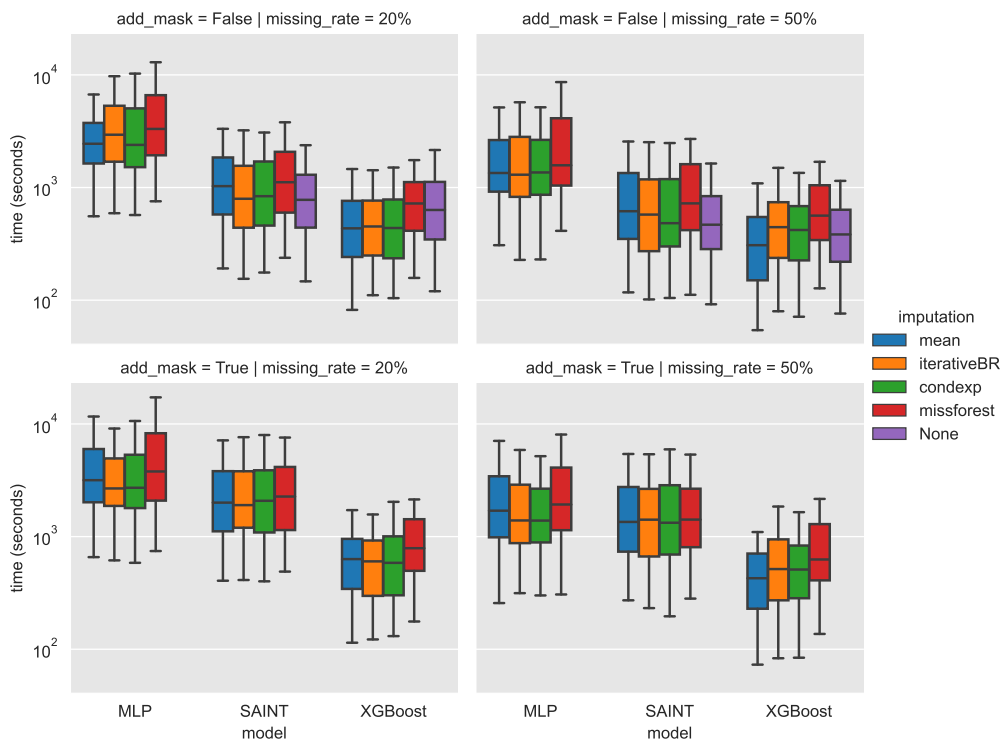 add_mask = False | missing_rate = 20%
add_mask = False | missing_rate = 50%
time (seconds)
10^4
10^3
10^2
imputation
mean
iterativeBR
condexp
missforest
None
add_mask = True | missing_rate = 20%
add_mask = True | missing_rate = 50%
time (seconds)
10^4
10^3
10^2
MLP
SAINT
XGBoost
model
MLP
SAINT
XGBoost
model